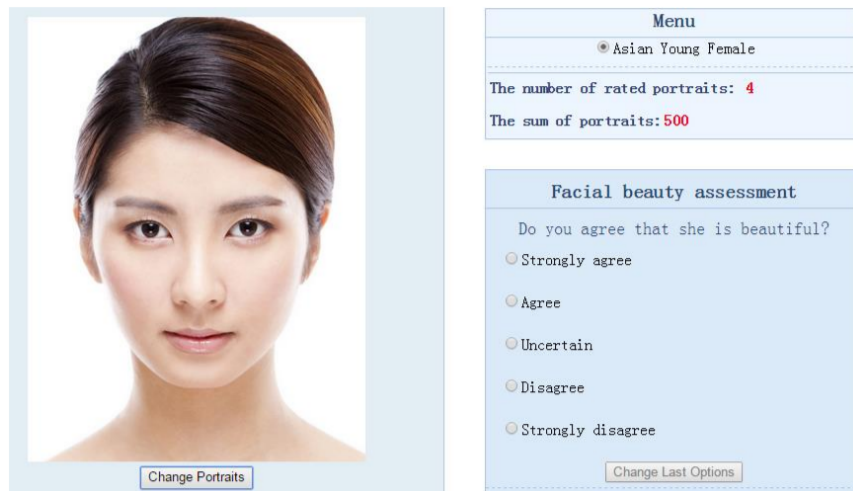 Change Portraits
Menu
Asian Young Female
The number of rated portraits: 4
The sum of portraits:500
Facial beauty assessment
Do you agree that she is beautiful?
Strongly agree
Agree
Uncertain
Disagree
Strongly disagree
Change Last Options